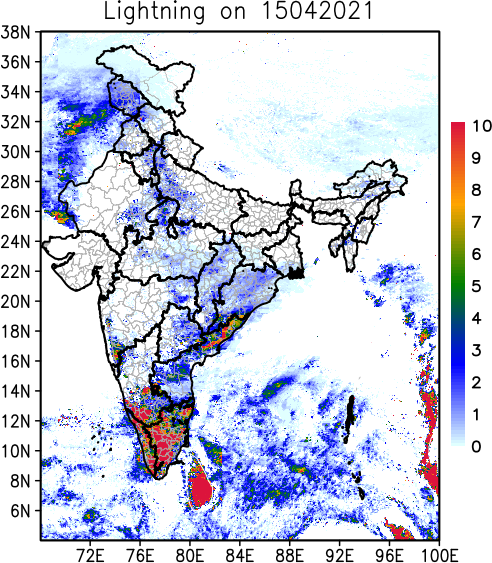 Lightning on 15042021
38N
36N
34N
32N
30N
28N
26N
24N
22N
20N
18N
16N
14N
12N
10N
8N
6N
72E 76E 80E 84E 88E 92E 96E 100E
10
9
8
7
6
5
4
3
2
1
0